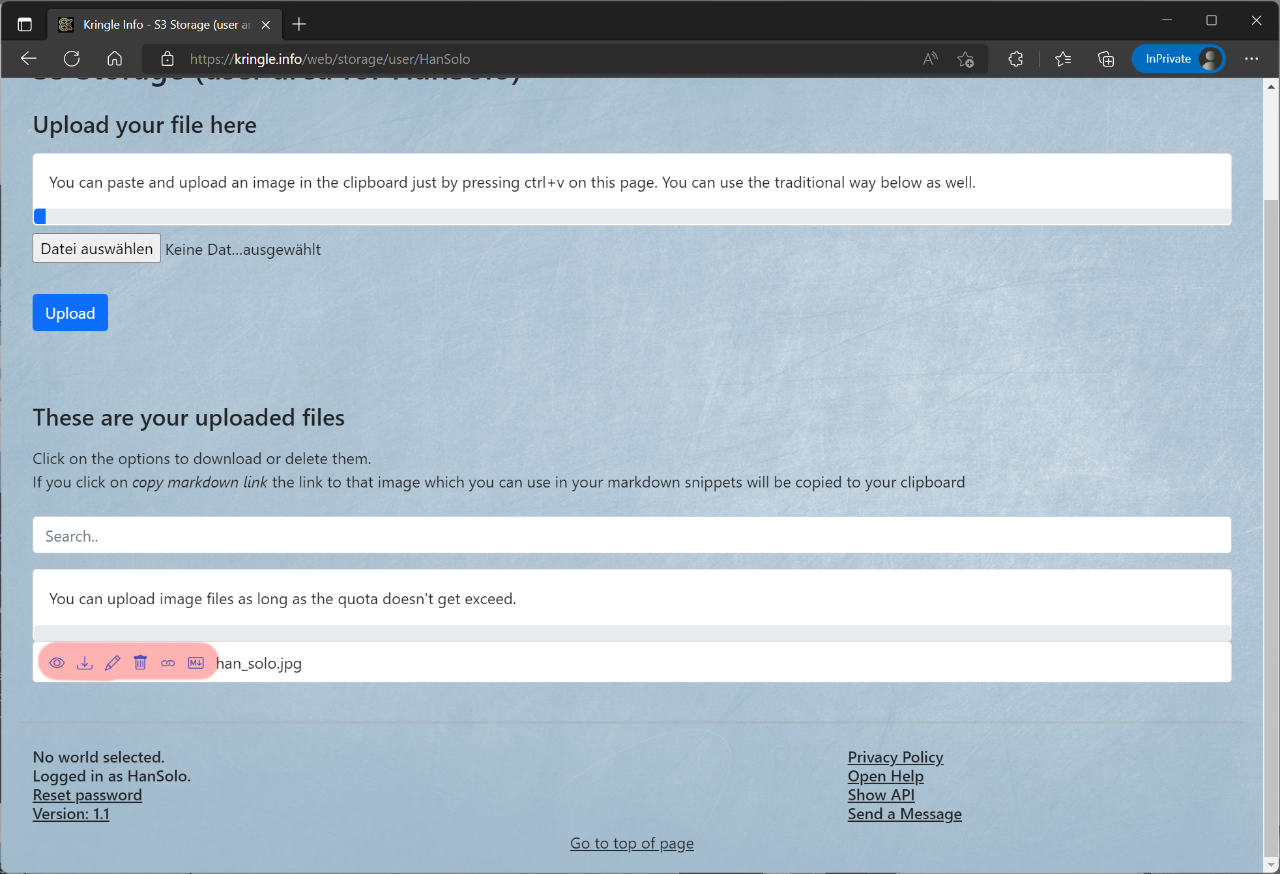 Kringle Info - S3 Storage (user a
https://kringle.info/web/storage/user/HanSolo
InPrivate
S3 Storage (user area for HanSolo)
Upload your file here
You can paste and upload an image in the clipboard just by pressing ctrl+v on this page. You can use the traditional way below as well.
Datei auswählen Keine Dat...ausgewählt
Upload
These are your uploaded files
Click on the options to download or delete them.
If you click on copy markdown link the link to that image which you can use in your markdown snippets will be copied to your clipboard
Search..
You can upload image files as long as the quota doesn't get exceed.
han_solo.jpg
No world selected.
Logged in as HanSolo.
Reset password
Version: 1.1
Privacy Policy
Open Help
Show API
Send a Message
Go to top of page